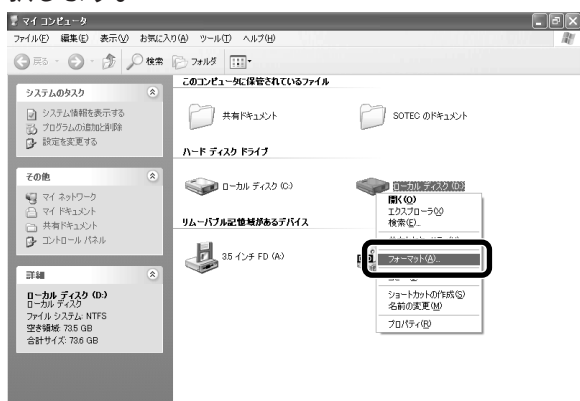 マイ コンピュータ
ファイル(F) 編集(E) 表示(V) お気に入り(A) ツール(T) ヘルプ(H)
戻る 検索 フォルダ
システムのタスク
システム情報を表示する
プログラムの追加と削除
設定を変更する
その他
マイ ネットワーク
マイ ドキュメント
共有ドキュメント
コントロール パネル
詳細
ローカル ディスク (D:)
ローカル ディスク
ファイル システム: NTFS
空き領域: 73.5 GB
合計サイズ: 73.6 GB
このコンピュータに保管されているファイル
共有ドキュメント
SOTEC のドキュメント
ハード ディスク ドライブ
ローカル ディスク (C:)
ローカル ディスク (D:)
リムーバブル記憶域があるデバイス
3.5 インチ FD (A:)
開く(O)
エクスプローラ(X)
検索(E)...
フォーマット(A)...
ショートカットの作成(S)
名前の変更(M)
プロパティ(R)